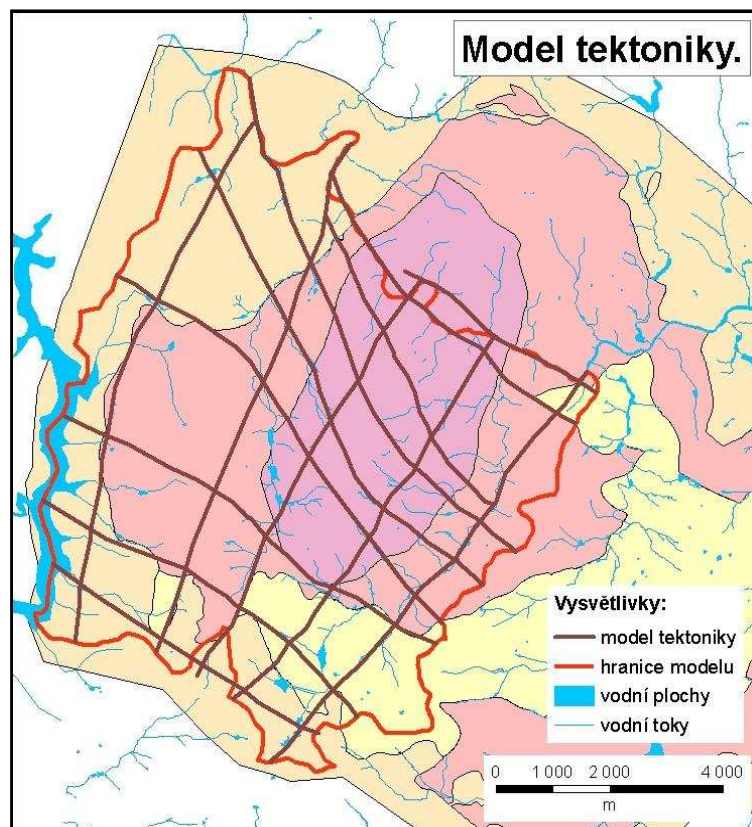 Model tektoniky.
Vysvětlivky:
model tektoniky
hranice modelu
vodní plochy
vodní toky
0 1 000 2 000 4 000
m